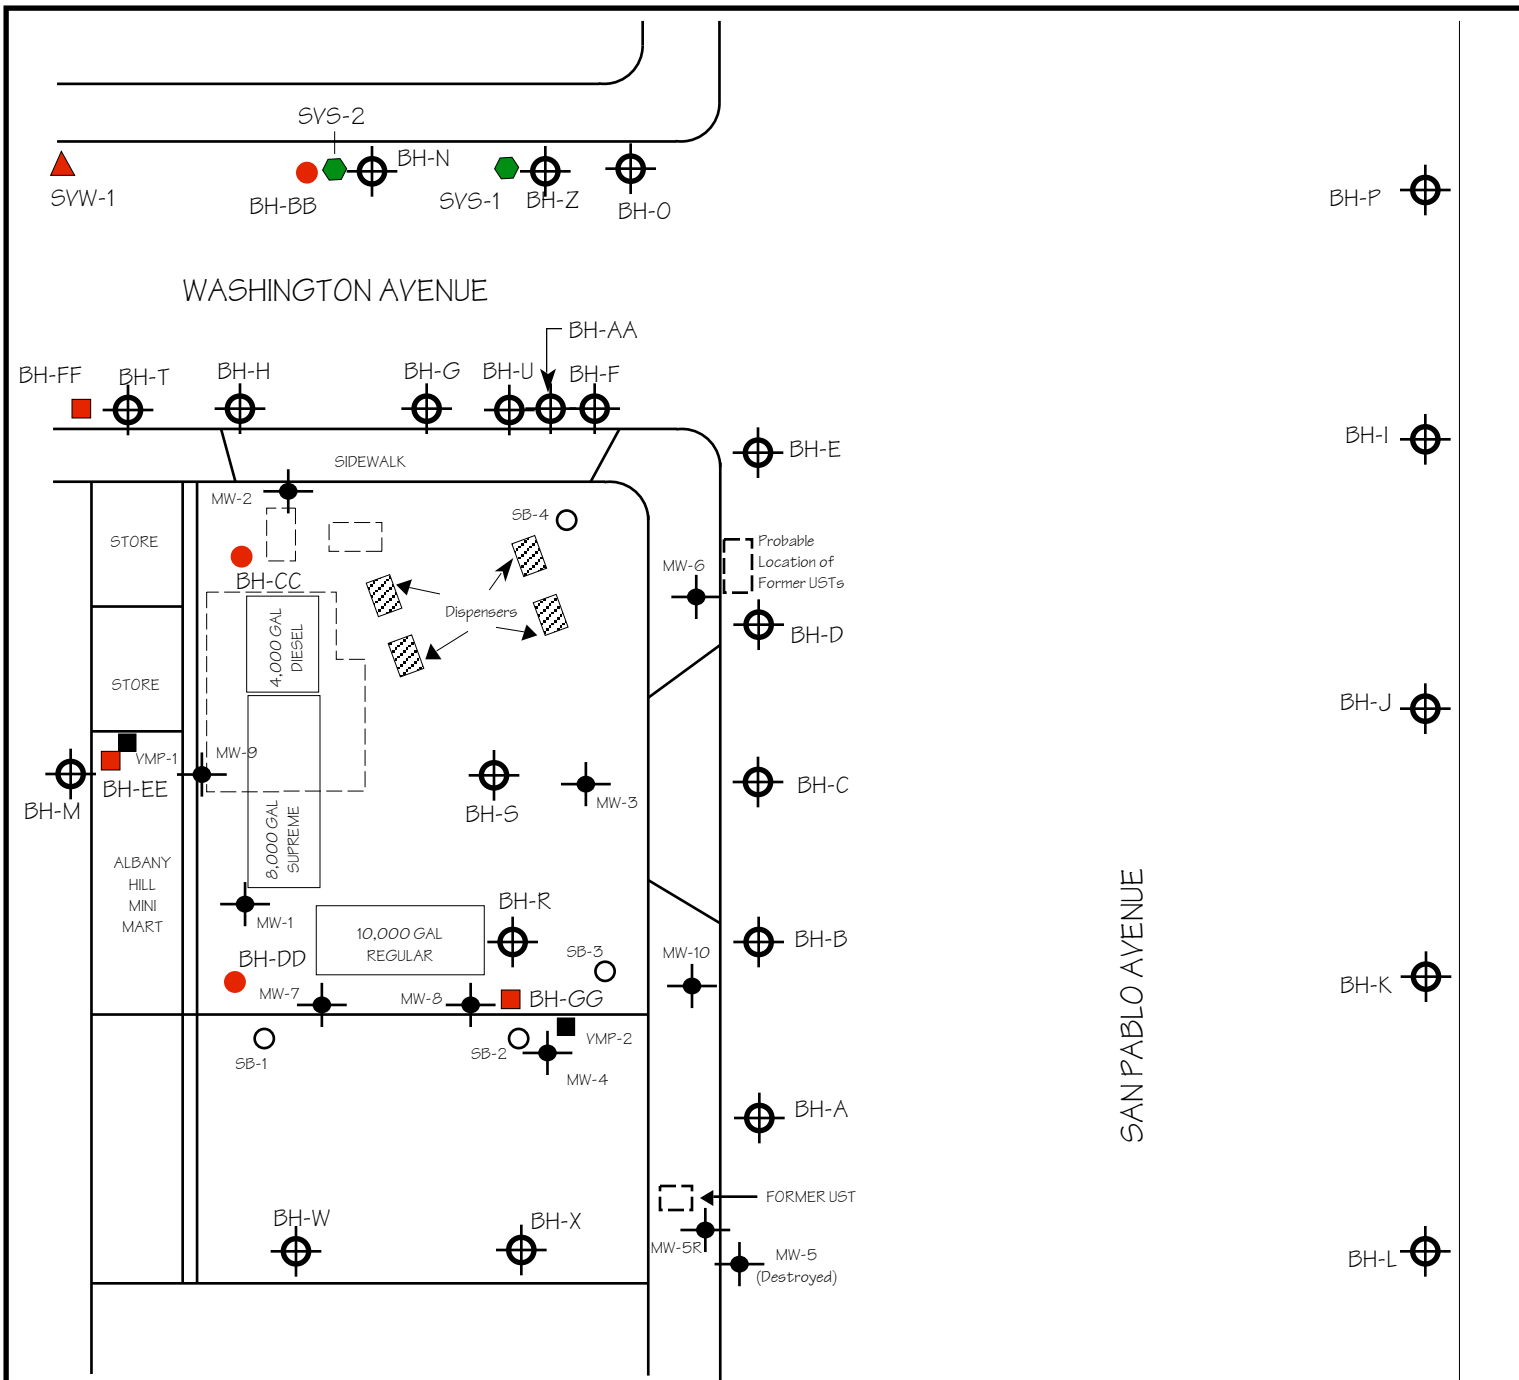 SVS-2
BH-N
SVW-1
BH-BB
SVS-1
BH-Z
BH-O
BH-P
WASHINGTON AVENUE
BH-AA
BH-FF
BH-T
BH-H
BH-G
BH-U
BH-F
BH-E
BH-I
SIDEWALK
MW-2
SB-4
STORE
Probable
Location of
Former USTs
MW-6
BH-CC
Dispensers
4,000 GAL
DIESEL
BH-D
STORE
BH-J
MW-9
VMP-1
BH-EE
BH-M
BH-S
MW-3
BH-C
8,000 GAL
SUPREME
ALBANY
HILL
MINI
MART
MW-1
BH-R
10,000 GAL
REGULAR
SB-3
MW-10
BH-B
BH-DD
MW-7
MW-8
BH-GG
BH-K
SAN PABLO AVENUE
SB-1
SB-2
VMP-2
MW-4
BH-A
FORMER UST
BH-W
BH-X
MW-5R
MW-5
(Destroyed)
BH-L